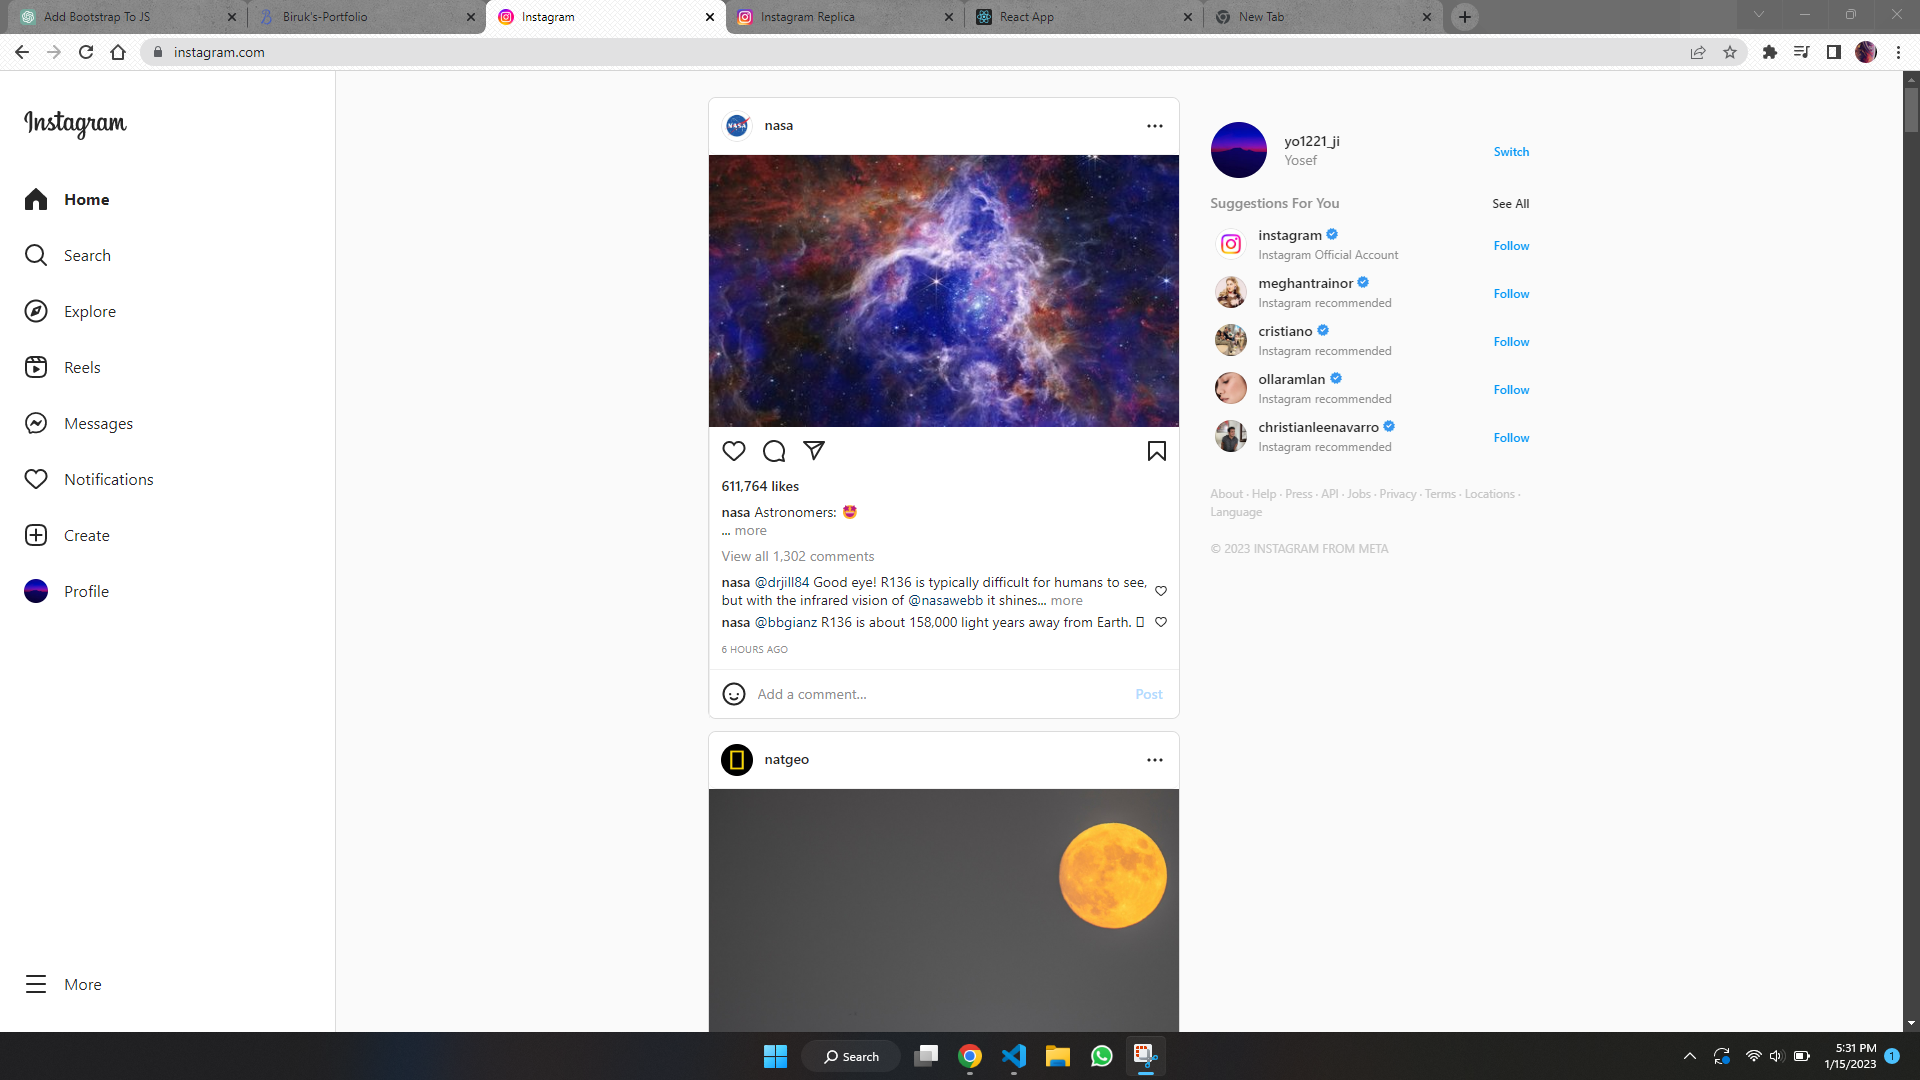 Add Bootstrap To JS
Biruk's-Portfolio
Instagram
Instagram Replica
React App
New Tab
instagram.com
Instagram
Home
Search
Explore
Reels
Messages
Notifications
Create
Profile
More
nasa
NASA
611,764 likes
nasa Astronomers: 🤩
... more
View all 1,302 comments
nasa @drjill84 Good eye! R136 is typically difficult for humans to see,
but with the infrared vision of @nasawebb it shines... more
nasa @bbgianz R136 is about 158,000 light years away from Earth. ▯
6 HOURS AGO
Add a comment...
Post
natgeo
yo1221_ji
Yosef
Switch
Suggestions For You
See All
instagram
Instagram Official Account
Follow
meghantrainor
Instagram recommended
Follow
cristiano
Instagram recommended
Follow
ollaramlan
Instagram recommended
Follow
christianleenavarro
Instagram recommended
Follow
About · Help · Press · API · Jobs · Privacy · Terms · Locations ·
Language
© 2023 INSTAGRAM FROM META
Search
5:31 PM
1/15/2023
1